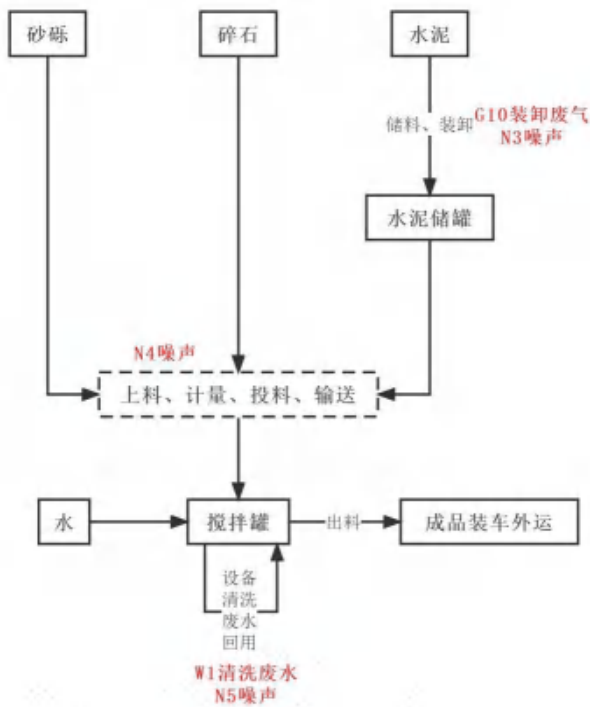 砂砾
碎石
水泥
储料、装卸
G10装卸废气
N3噪声
水泥储罐
N4噪声
上料、计量、投料、输送
水
搅拌罐
出料
成品装车外运
设备
清洗
废水
回用
W1清洗废水
N5噪声